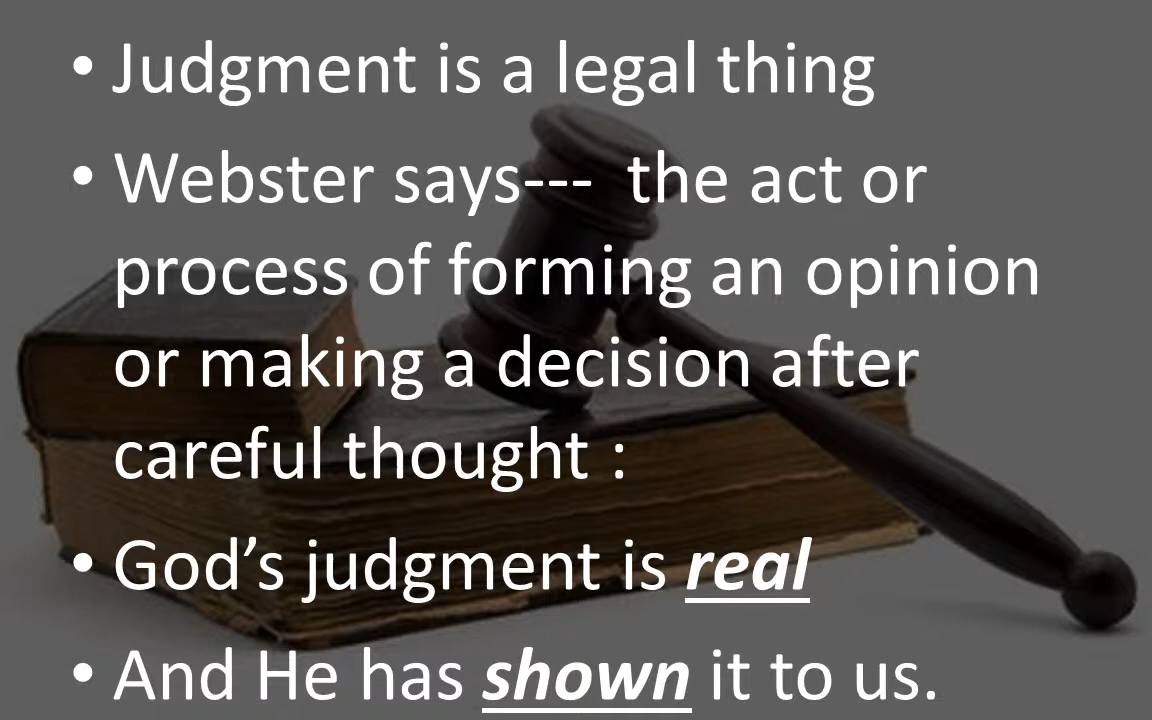 • Judgment is a legal thing
• Webster says---  the act or
process of forming an opinion
or making a decision after
careful thought :
• God’s judgment is real
• And He has shown it to us.